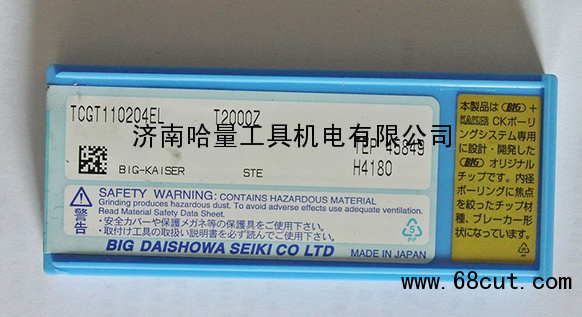 TCGT110204EL T2000Z
济南哈量工具机电有限公司
45849
BIG-KAISER STE H4180
SAFETY WARNING: CONTAINS HAZARDOUS MATERIAL
Grinding produces hazardous dust. To avoid adverse effects use adequate ventilation.
Read Material Safety Data Sheet.
警告
・安全カバーや保護メガネ等の保護具をご使用下さい。
・取付け工具の取扱い説明書を必ずお読み下さい。
BIG DAISHOWA SEIKI CO LTD MADE IN JAPAN
5
PP
本製品は BIG +
KAISER CKボーリ
ングシステム専用
に設計・開発した
BIG オリジナル
チップです。内径
ボーリングに焦点
を絞ったチップ材
種、ブレーカー形
状になっています。
www.68cut.com